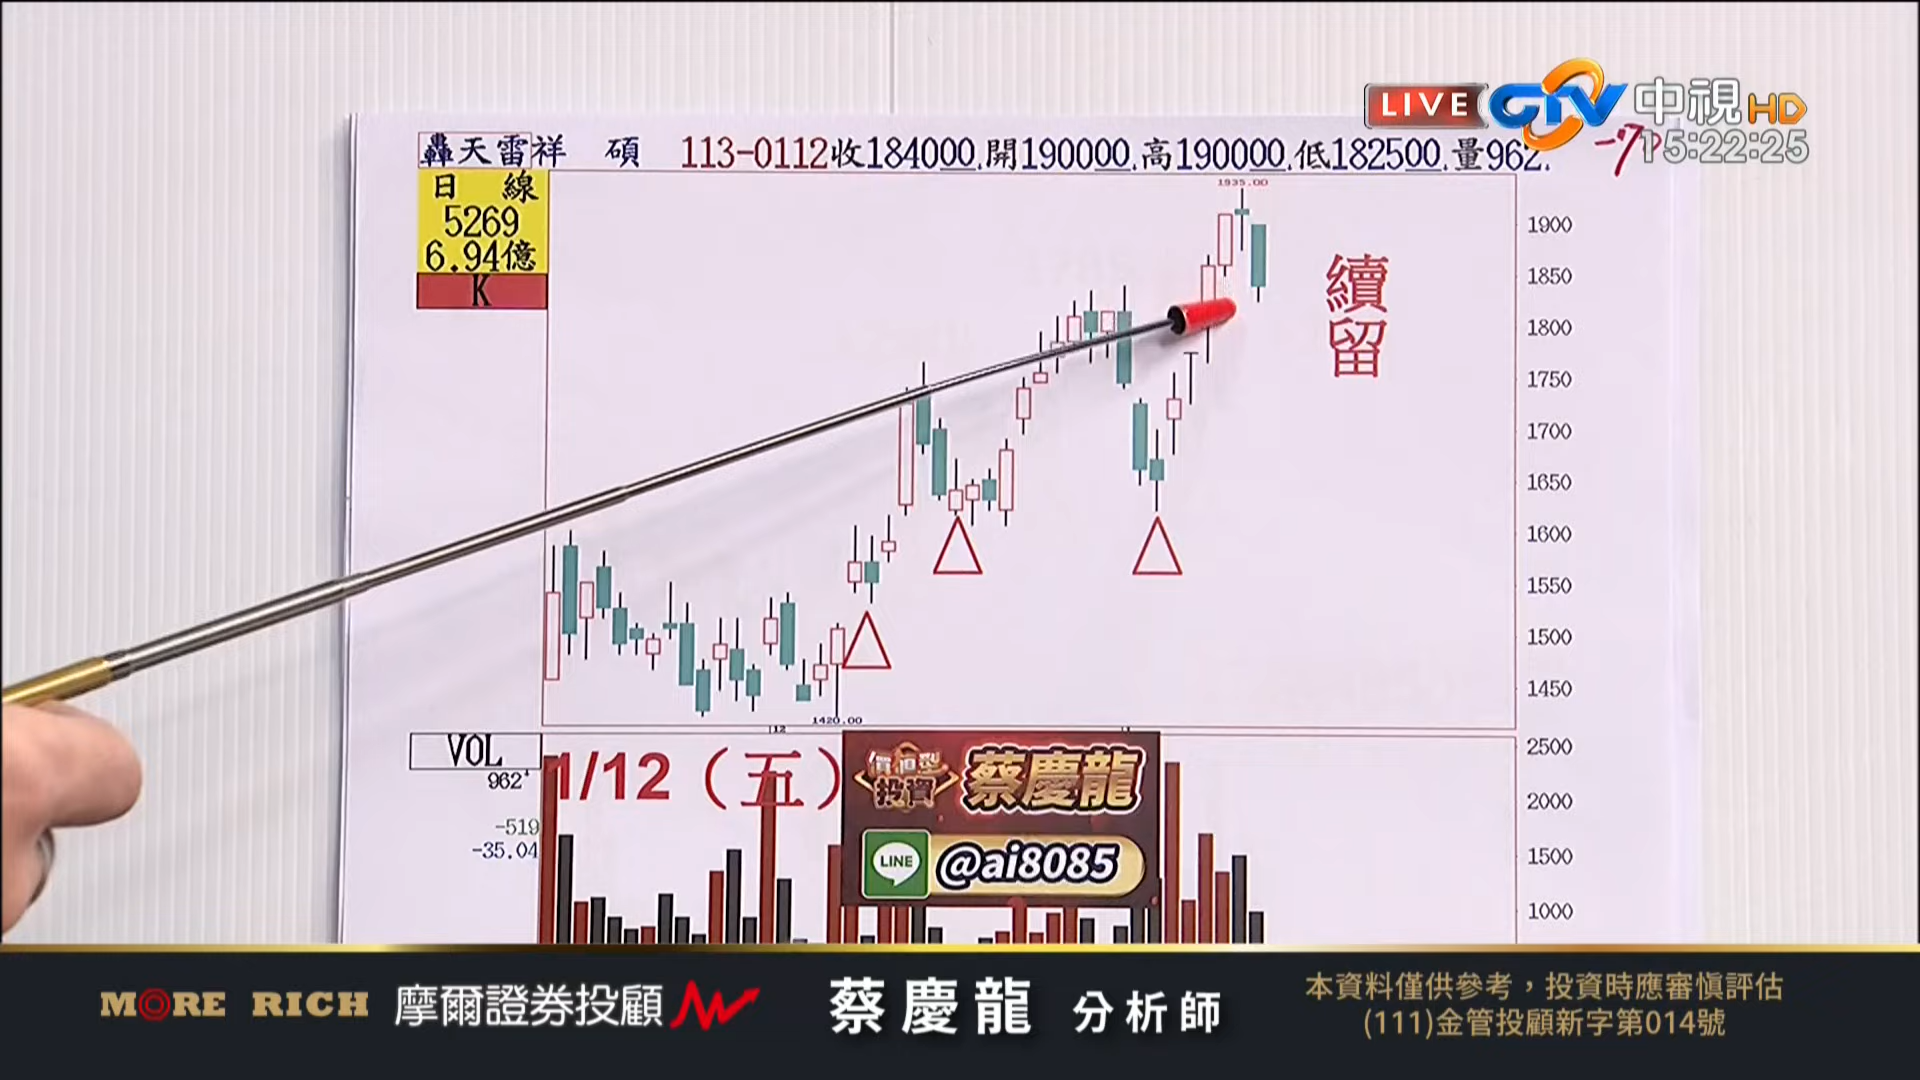 LIVE CTV 中視 HD
15:22:25
轟天雷祥 碩 113-0112收184000.開190000.高190000.低182500.量962.
日 線
5269
6.94億
K
1935.00
1900
1850
1800
1750
1700
1650
1600
1550
1500
1450
續留
1420.00
12
1
VOL
962
-519
-35.04
1/12(五)
2500
2000
1500
1000
價值型投資 蔡慶龍
LINE @ai8085
MORE RICH 摩爾證券投顧
蔡慶龍 分析師
本資料僅供參考,投資時應審慎評估
(111)金管投顧新字第014號